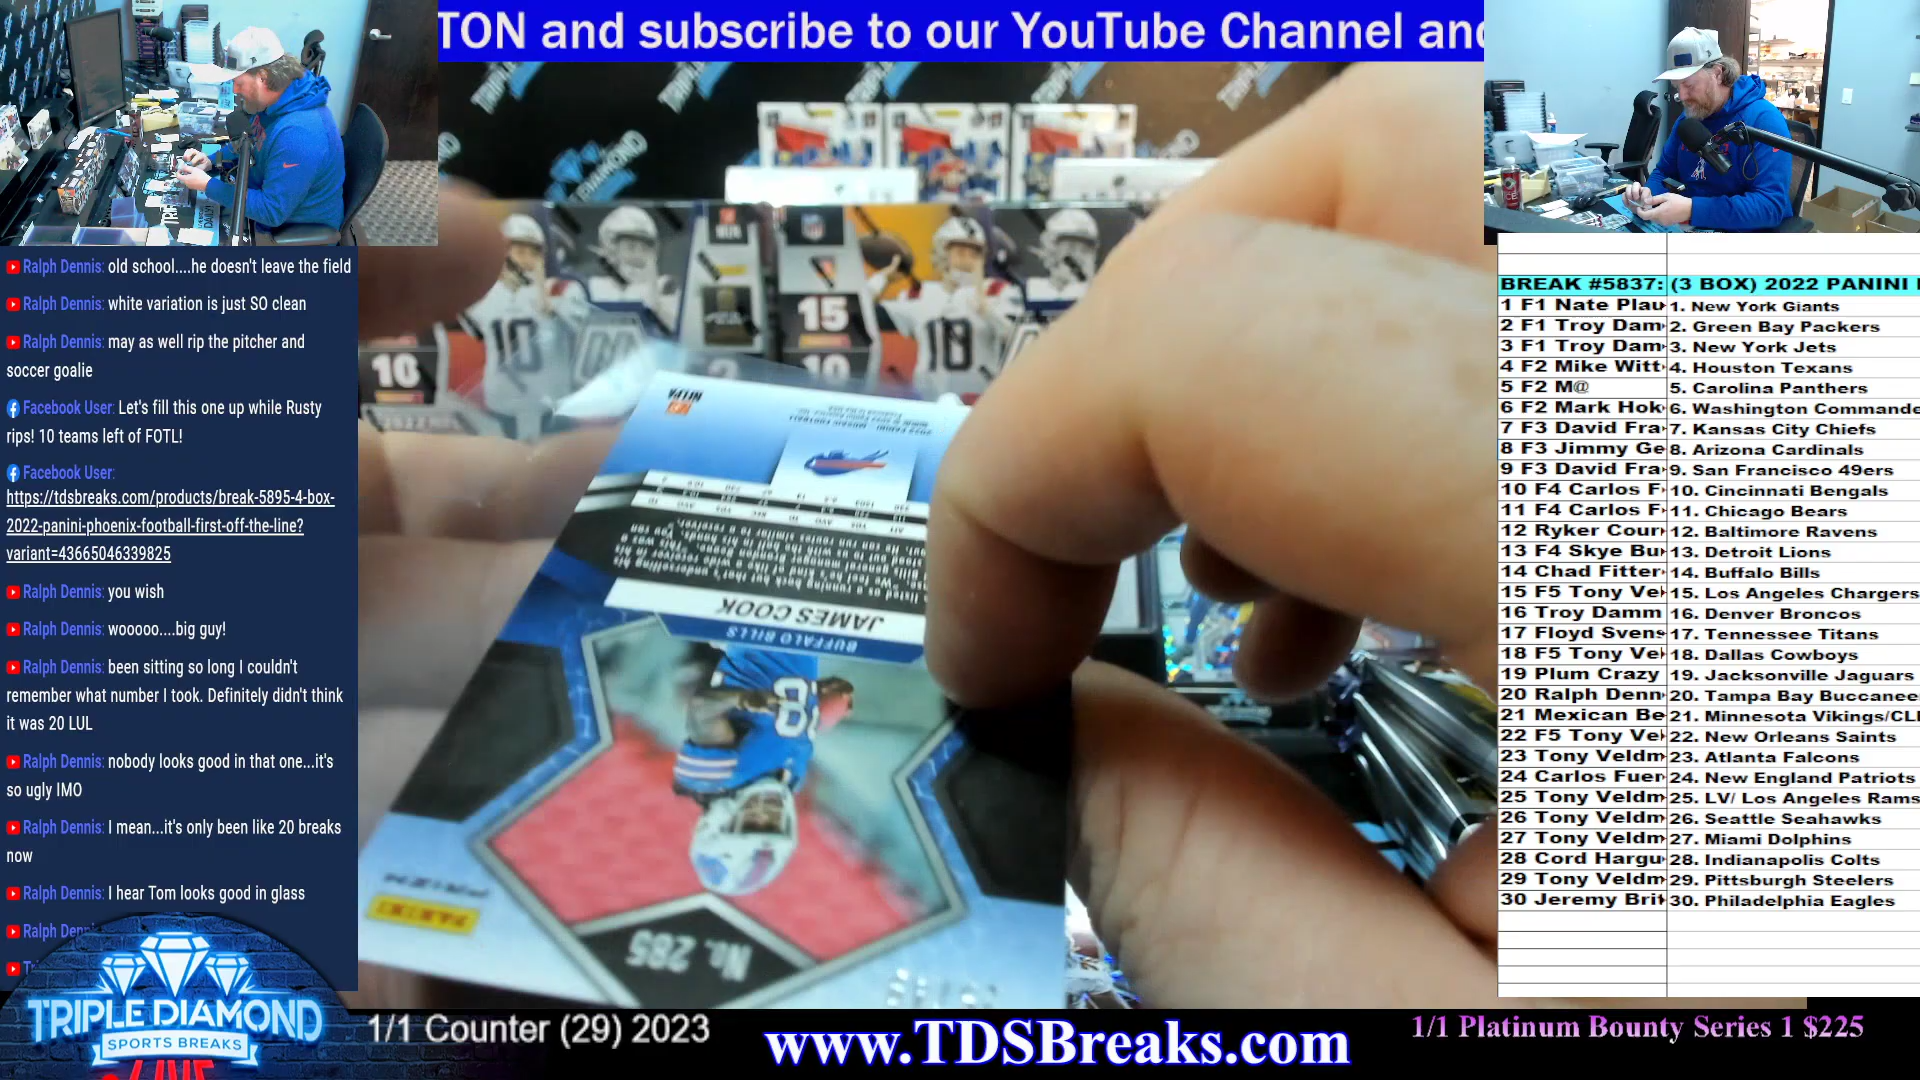 TON and subscribe to our YouTube Channel and
Ralph Dennis: old school....he doesn't leave the field
Ralph Dennis: white variation is just SO clean
Ralph Dennis: may as well rip the pitcher and
soccer goalie
Facebook User: Let's fill this one up while Rusty
rips! 10 teams left of FOTL!
Facebook User:
https://tdsbreaks.com/products/break-5895-4-box-
2022-panini-phoenix-football-first-off-the-line?
variant=43665046339825
Ralph Dennis: you wish
Ralph Dennis: wooooo....big guy!
Ralph Dennis: been sitting so long I couldn't
remember what number I took. Definitely didn't think
it was 20 LUL
Ralph Dennis: nobody looks good in that one...it's
so ugly IMO
Ralph Dennis: I mean...it's only been like 20 breaks
now
Ralph Dennis: I hear Tom looks good in glass
Ralph Den
TRIPLE DIAMOND
SPORTS BREAKS
LIVE
1/1 Counter (29) 2023
www.TDSBreaks.com
1/1 Platinum Bounty Series 1 $225
15
10
10
NFLPA
JAMES COOK
BUFFALO BILLS
PRIZM
PANINI
No. 285
BREAK #5837: (3 BOX) 2022 PANINI
1 F1 Nate Plau 1. New York Giants
2 F1 Troy Dam 2. Green Bay Packers
3 F1 Troy Dam 3. New York Jets
4 F2 Mike Witt 4. Houston Texans
5 F2 M@ 5. Carolina Panthers
6 F2 Mark Hok 6. Washington Commande
7 F3 David Fra 7. Kansas City Chiefs
8 F3 Jimmy Ge 8. Arizona Cardinals
9 F3 David Fra 9. San Francisco 49ers
10 F4 Carlos F 10. Cincinnati Bengals
11 F4 Carlos F 11. Chicago Bears
12 Ryker Cour 12. Baltimore Ravens
13 F4 Skye Bu 13. Detroit Lions
14 Chad Fitter 14. Buffalo Bills
15 F5 Tony Ve 15. Los Angeles Chargers
16 Troy Damm 16. Denver Broncos
17 Floyd Svens 17. Tennessee Titans
18 F5 Tony Ve 18. Dallas Cowboys
19 Plum Crazy 19. Jacksonville Jaguars
20 Ralph Denn 20. Tampa Bay Buccanee
21 Mexican Be 21. Minnesota Vikings/CLE
22 F5 Tony Ve 22. New Orleans Saints
23 Tony Veldm 23. Atlanta Falcons
24 Carlos Fuer 24. New England Patriots
25 Tony Veldm 25. LV/ Los Angeles Rams
26 Tony Veldm 26. Seattle Seahawks
27 Tony Veldm 27. Miami Dolphins
28 Cord Hargu 28. Indianapolis Colts
29 Tony Veldm 29. Pittsburgh Steelers
30 Jeremy Brit 30. Philadelphia Eagles